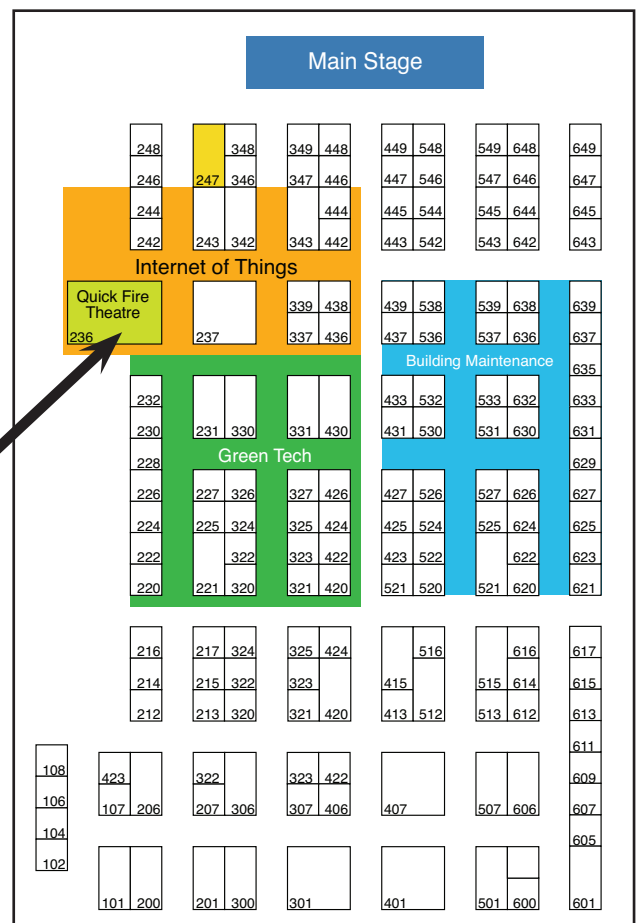 Main Stage
248 348 349 448 449 548 549 648 649
246 247 346 347 446 447 546 547 646 647
244 444 445 544 545 644 645
242 243 342 343 442 443 542 543 642 643
Internet of Things
Quick Fire
Theatre
339 438 439 538 539 638 639
236 237 337 436 437 536 537 636 637
Building Maintenance
635
232 433 532 533 632 633
230 231 330 331 430 431 530 531 630 631
Green Tech
228 629
226 227 326 327 426 427 526 527 626 627
224 225 324 325 424 425 524 525 624 625
222 322 323 422 423 522 622 623
220 221 320 321 420 521 520 521 620 621
216 217 324 325 424 516 616 617
214 215 322 323 415 515 614 615
212 213 320 321 420 413 512 513 612 613
611
108 423 322 323 422 609
106 107 206 207 306 307 406 407 507 606 607
104 605
102
101 200 201 300 301 401 501 600 601